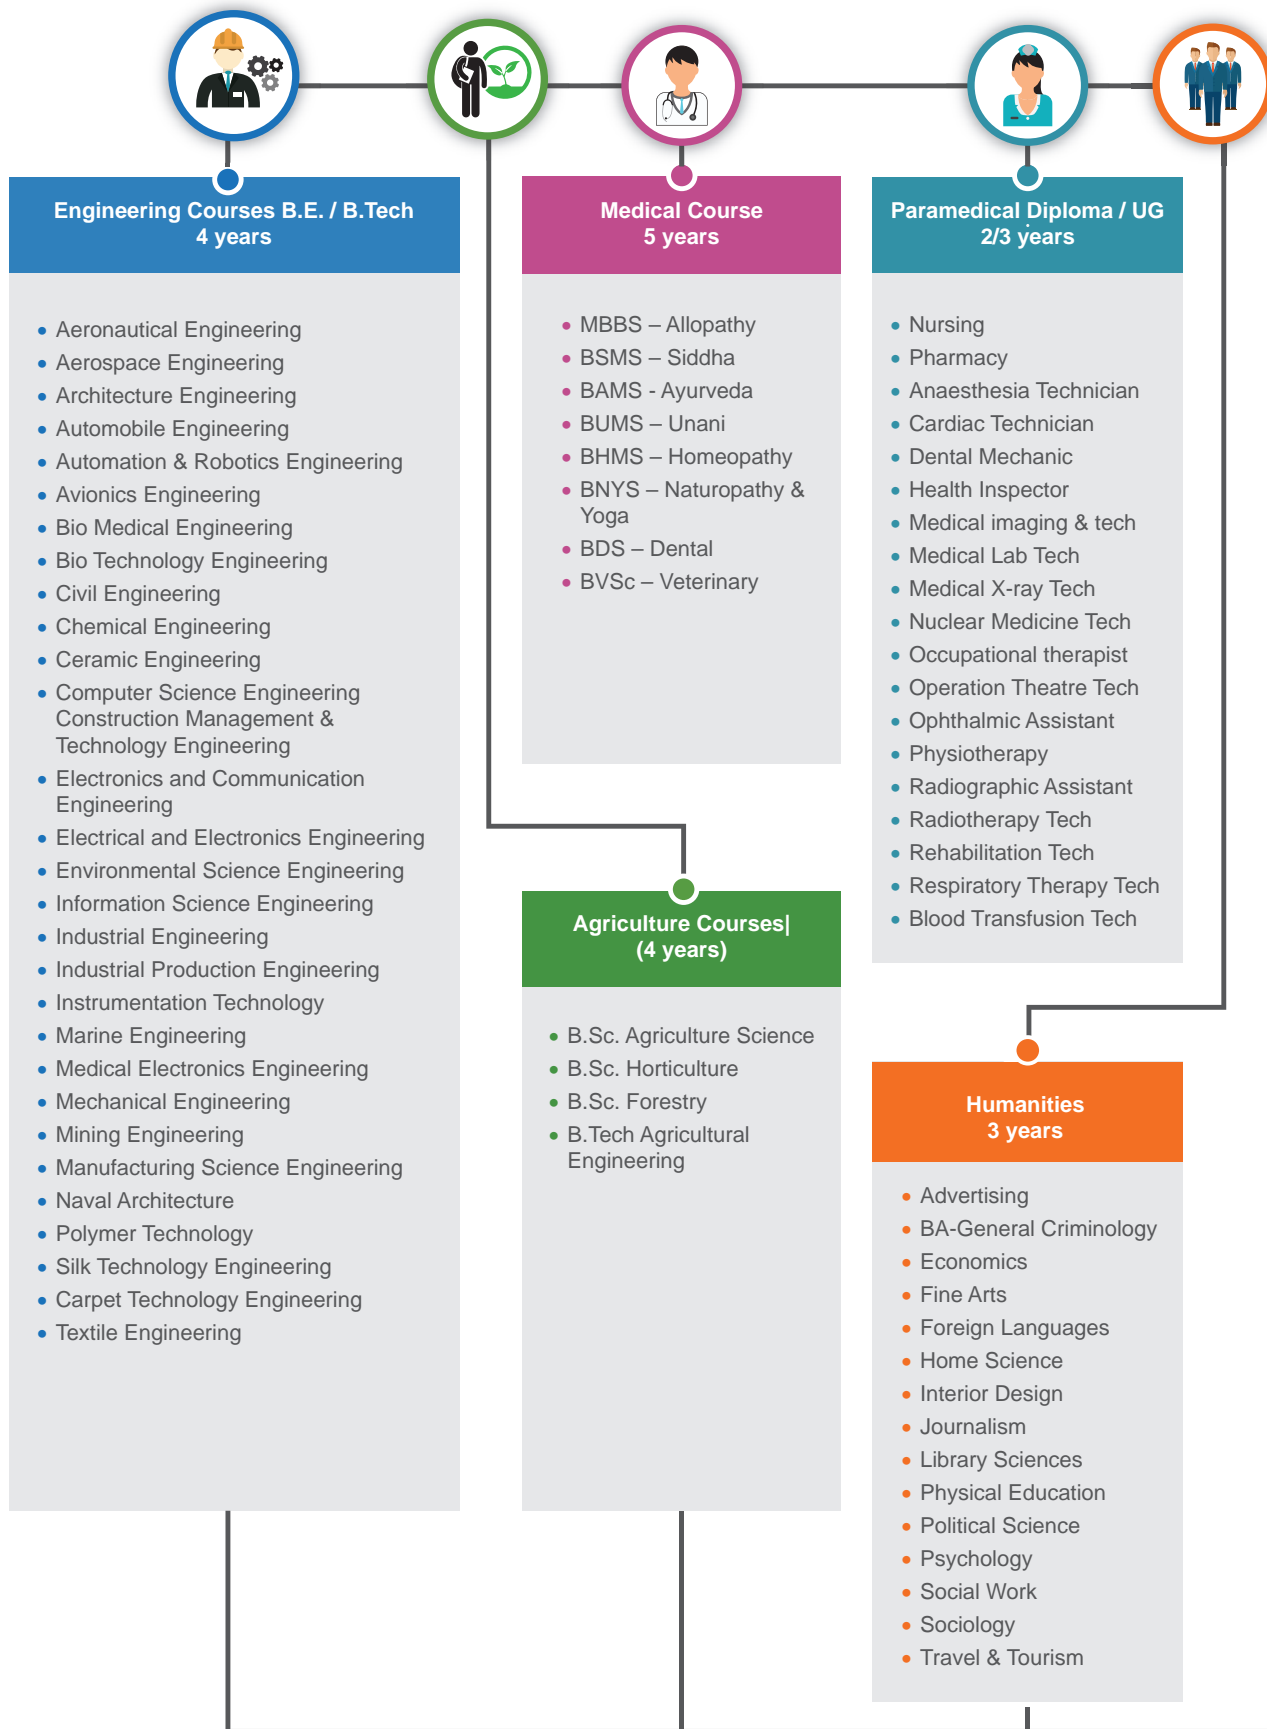 Engineering Courses B.E. / B.Tech
4 years
• Aeronautical Engineering
• Aerospace Engineering
• Architecture Engineering
• Automobile Engineering
• Automation & Robotics Engineering
• Avionics Engineering
• Bio Medical Engineering
• Bio Technology Engineering
• Civil Engineering
• Chemical Engineering
• Ceramic Engineering
• Computer Science Engineering
Construction Management &
Technology Engineering
• Electronics and Communication
Engineering
• Electrical and Electronics Engineering
• Environmental Science Engineering
• Information Science Engineering
• Industrial Engineering
• Industrial Production Engineering
• Instrumentation Technology
• Marine Engineering
• Medical Electronics Engineering
• Mechanical Engineering
• Mining Engineering
• Manufacturing Science Engineering
• Naval Architecture
• Polymer Technology
• Silk Technology Engineering
• Carpet Technology Engineering
• Textile Engineering
Medical Course
5 years
• MBBS – Allopathy
• BSMS – Siddha
• BAMS - Ayurveda
• BUMS – Unani
• BHMS – Homeopathy
• BNYS – Naturopathy &
Yoga
• BDS – Dental
• BVSc – Veterinary
Agriculture Courses|
(4 years)
• B.Sc. Agriculture Science
• B.Sc. Horticulture
• B.Sc. Forestry
• B.Tech Agricultural
Engineering
Paramedical Diploma / UG
2/3 years
• Nursing
• Pharmacy
• Anaesthesia Technician
• Cardiac Technician
• Dental Mechanic
• Health Inspector
• Medical imaging & tech
• Medical Lab Tech
• Medical X-ray Tech
• Nuclear Medicine Tech
• Occupational therapist
• Operation Theatre Tech
• Ophthalmic Assistant
• Physiotherapy
• Radiographic Assistant
• Radiotherapy Tech
• Rehabilitation Tech
• Respiratory Therapy Tech
• Blood Transfusion Tech
Humanities
3 years
• Advertising
• BA-General Criminology
• Economics
• Fine Arts
• Foreign Languages
• Home Science
• Interior Design
• Journalism
• Library Sciences
• Physical Education
• Political Science
• Psychology
• Social Work
• Sociology
• Travel & Tourism